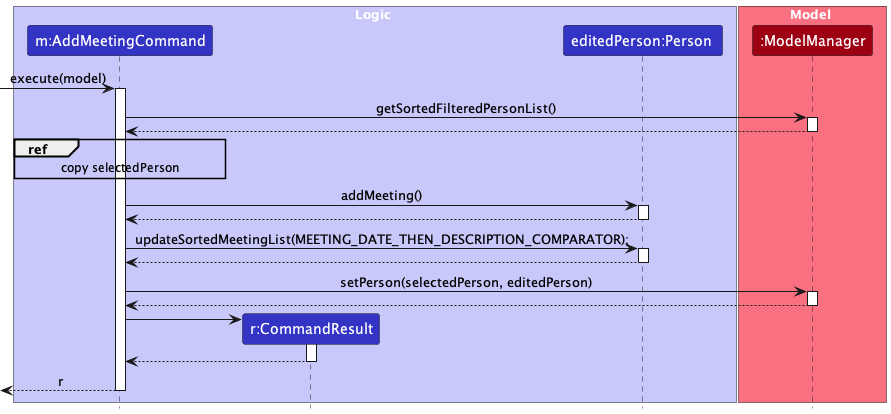 Logic
Model
m:AddMeetingCommand
editedPerson:Person
:ModelManager
execute(model)
getSortedFilteredPersonList()
ref
copy selectedPerson
addMeeting()
updateSortedMeetingList(MEETING_DATE_THEN_DESCRIPTION_COMPARATOR);
setPerson(selectedPerson, editedPerson)
r:CommandResult
r